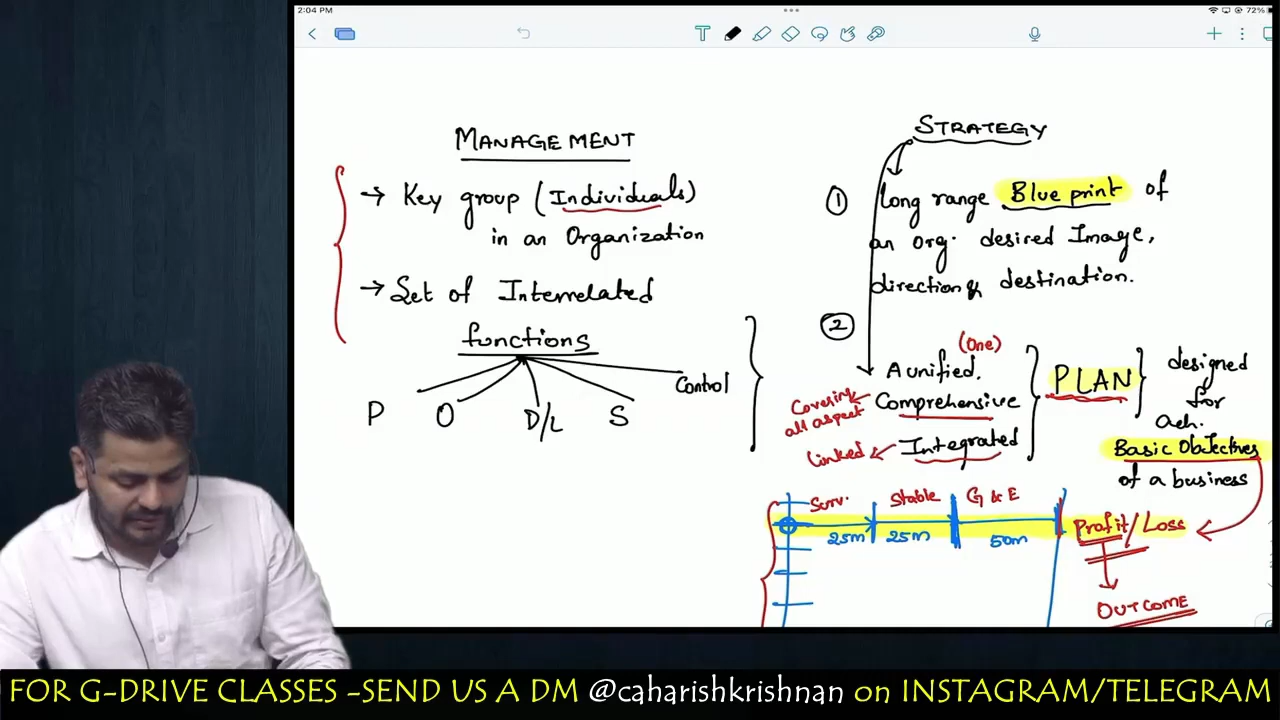 2:04 PM
72%
MANAGEMENT
→ Key group (Individuals)
in an Organization
→ Set of Interrelated
functions
P O D/L S Control
STRATEGY
① long range Blue print of
an org. desired Image,
direction & destination.
②
(One)
A unified.
Covering
all aspect
Comprehensive
Linked
Integrated
PLAN
designed
for
ach.
Basic Objectives
of a business
Surv. Stable G & E
25m 25m 50m
Profit/Loss
OUTCOME
FOR G-DRIVE CLASSES -SEND US A DM @caharishkrishnan on INSTAGRAM/TELEGRAM